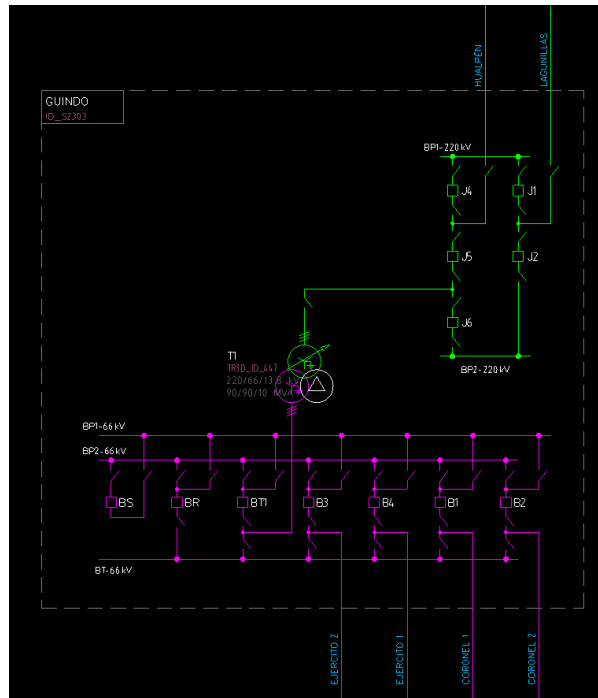 HUALPEN
LAGUNILLAS
GUINDO
ID_S2303
BP1-220 kV
J4
J1
J5
J2
J6
T1
TR3D_ID_447
220/66/13.8 kV
90/90/10 MVA
BP2-220 kV
BP1-66 kV
BP2-66 kV
BS
BR
BT1
B3
B4
B1
B2
BT-66 kV
EJERCITO 2
EJERCITO 1
CORONEL 1
CORONEL 2